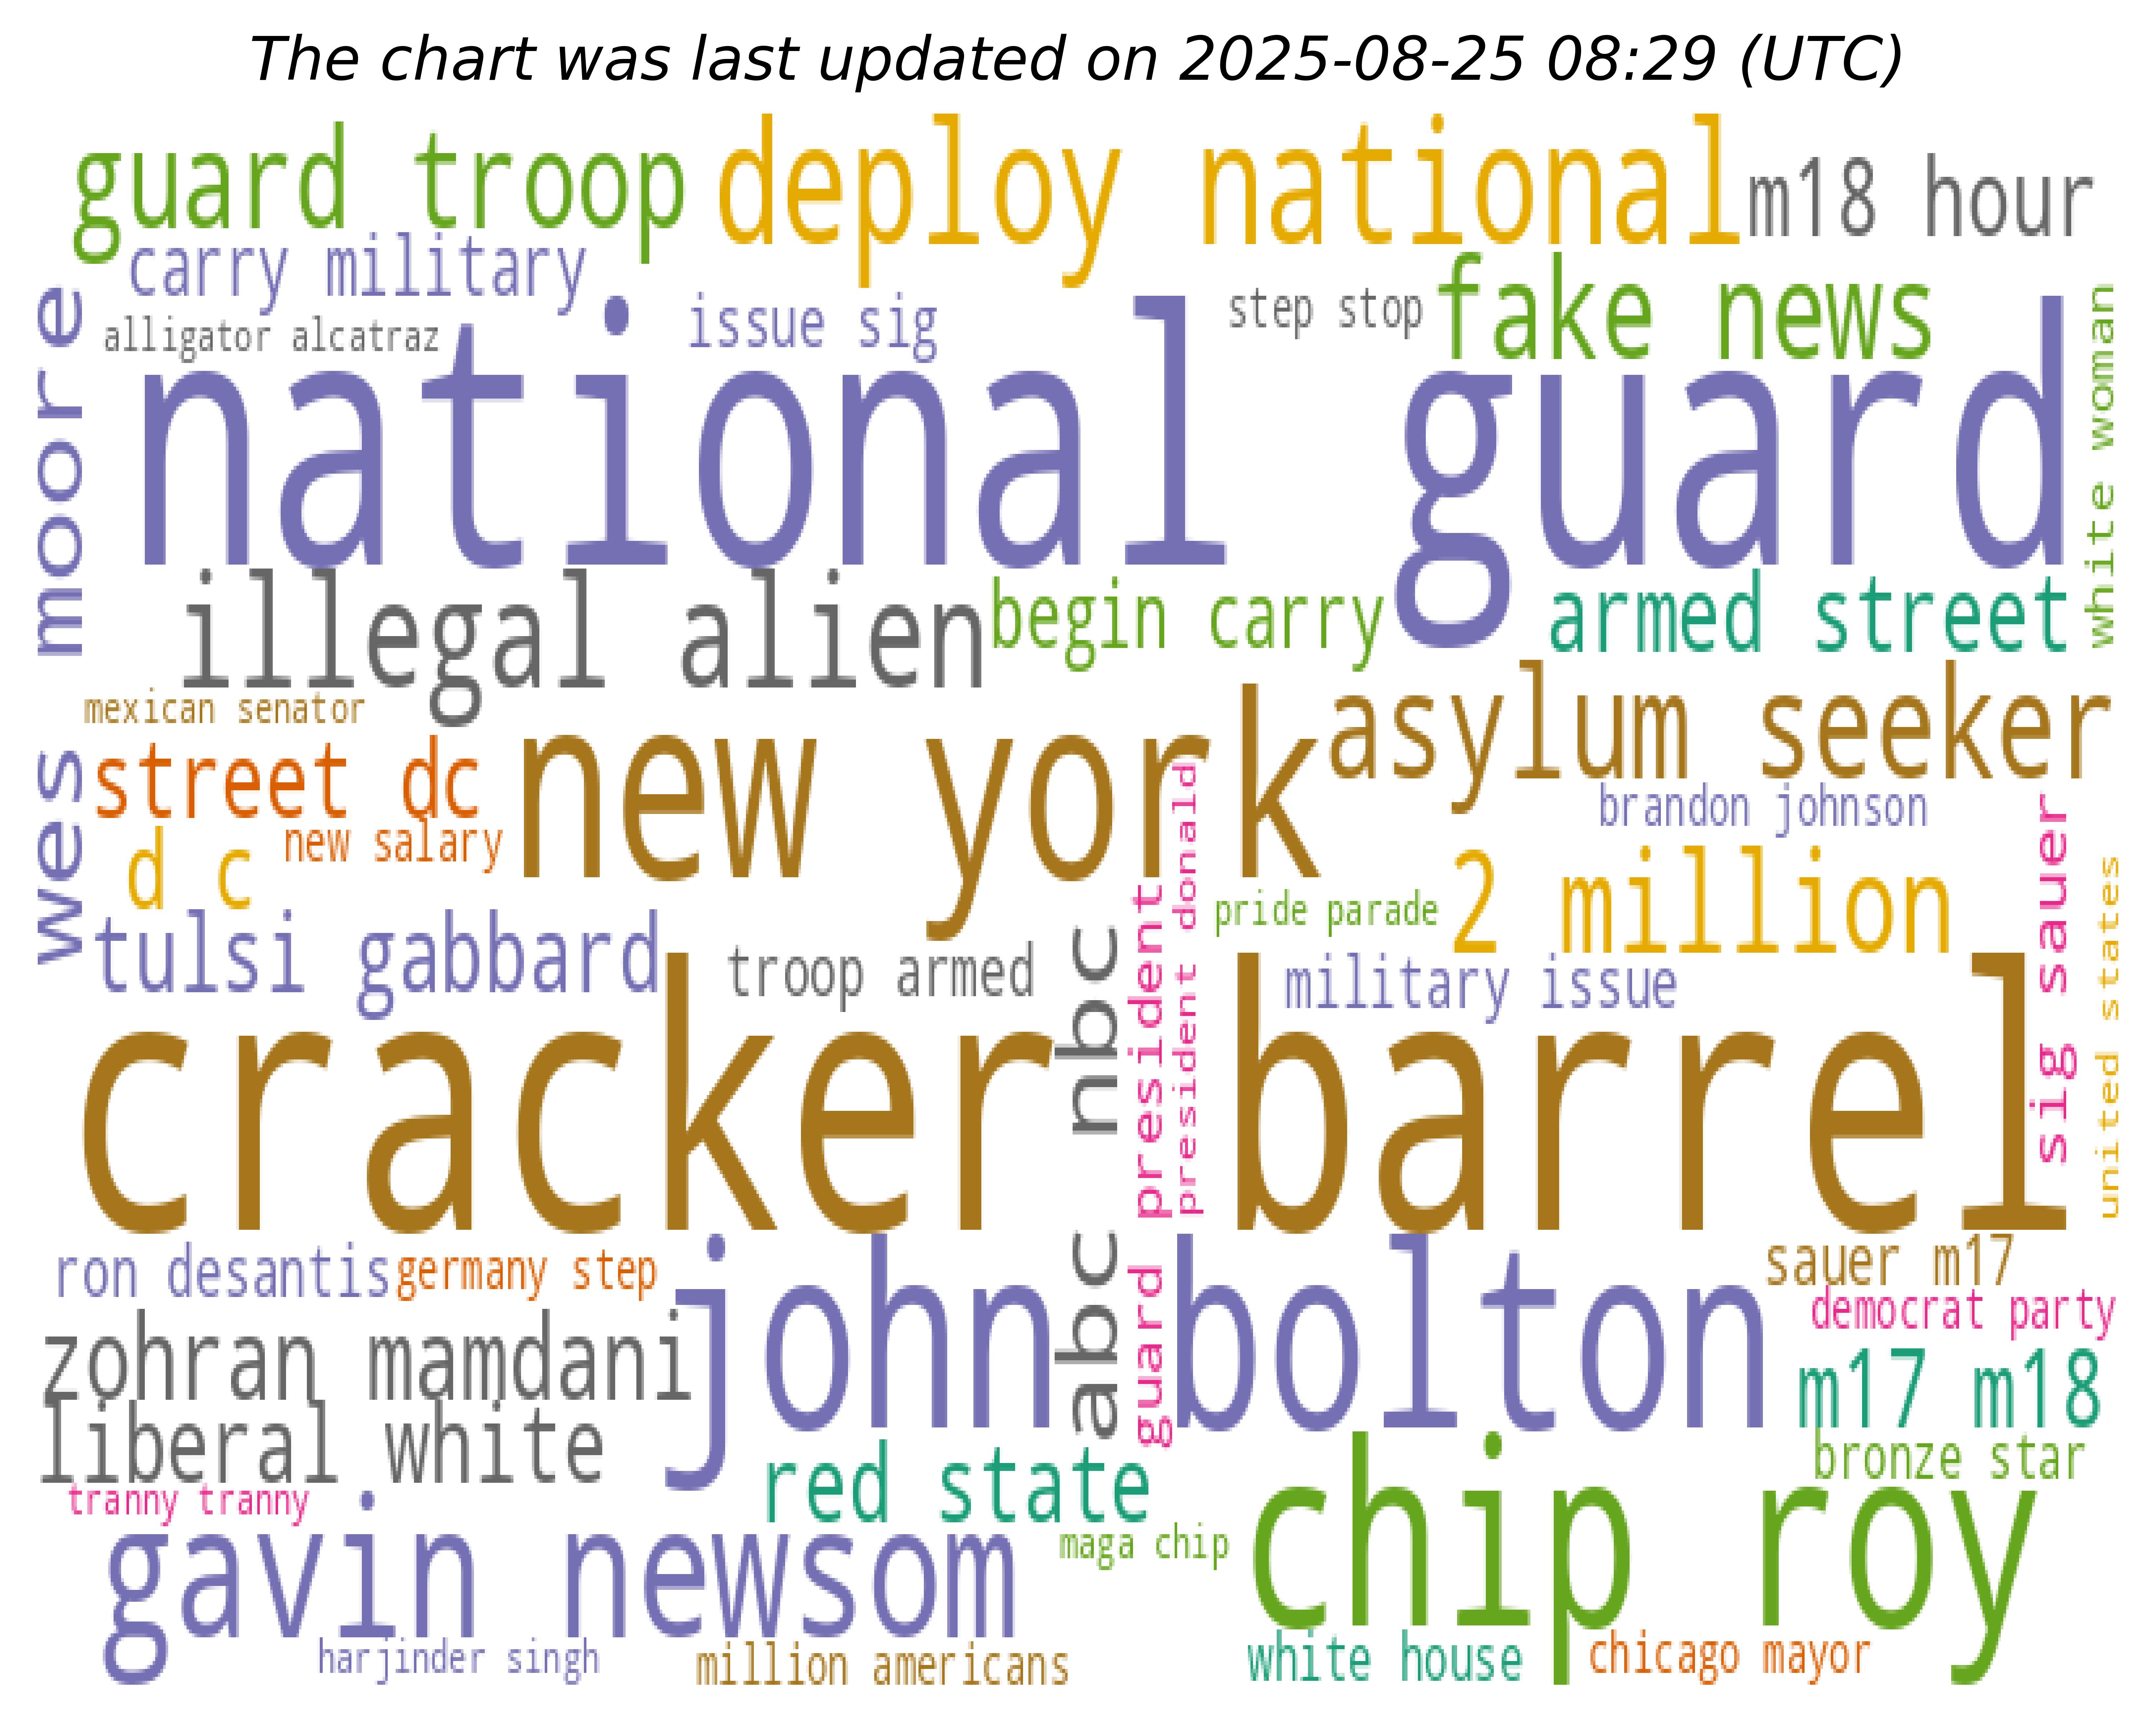 The chart was last updated on 2025-08-25 08:29 (UTC)
guard troop
deploy national
m18 hour
carry military
alligator alcatraz
issue sig
step stop
fake news
national guard
white woman
wes moore
illegal alien
begin carry
armed street
mexican senator
street dc
new york
asylum seeker
brandon johnson
d c
new salary
president donald
pride parade
2 million
sig sauer
united states
tulsi gabbard
troop armed
abc nbc
guard president
military issue
cracker barrel
ron desantis
germany step
john bolton
sauer m17
democrat party
zohran mamdani
m17 m18
liberal white
red state
bronze star
tranny tranny
chip roy
gavin newsom
maga chip
harjinder singh
million americans
white house
chicago mayor